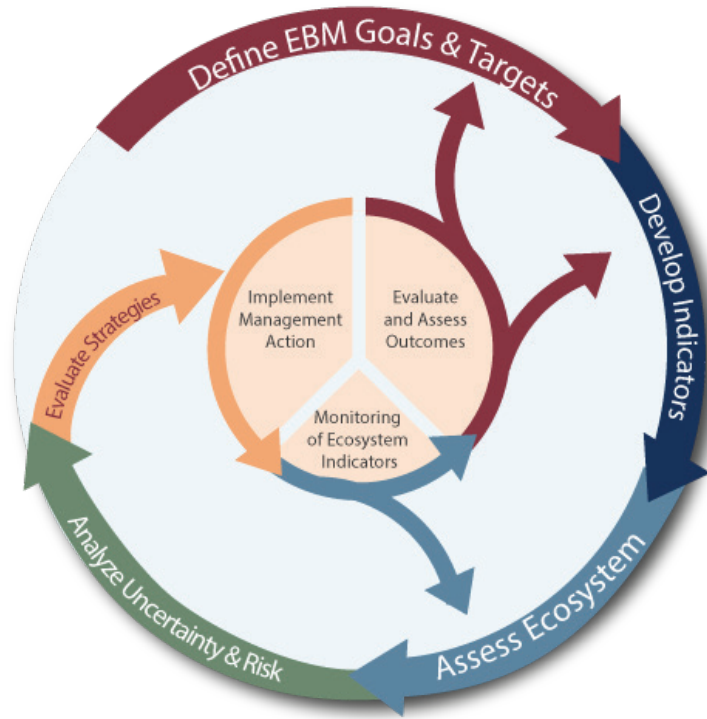 Define EBM Goals & Targets
Develop Indicators
Assess Ecosystem
Analyze Uncertainty & Risk
Evaluate Strategies
Implement
Management
Action
Monitoring
of Ecosystem
Indicators
Evaluate
and Assess
Outcomes